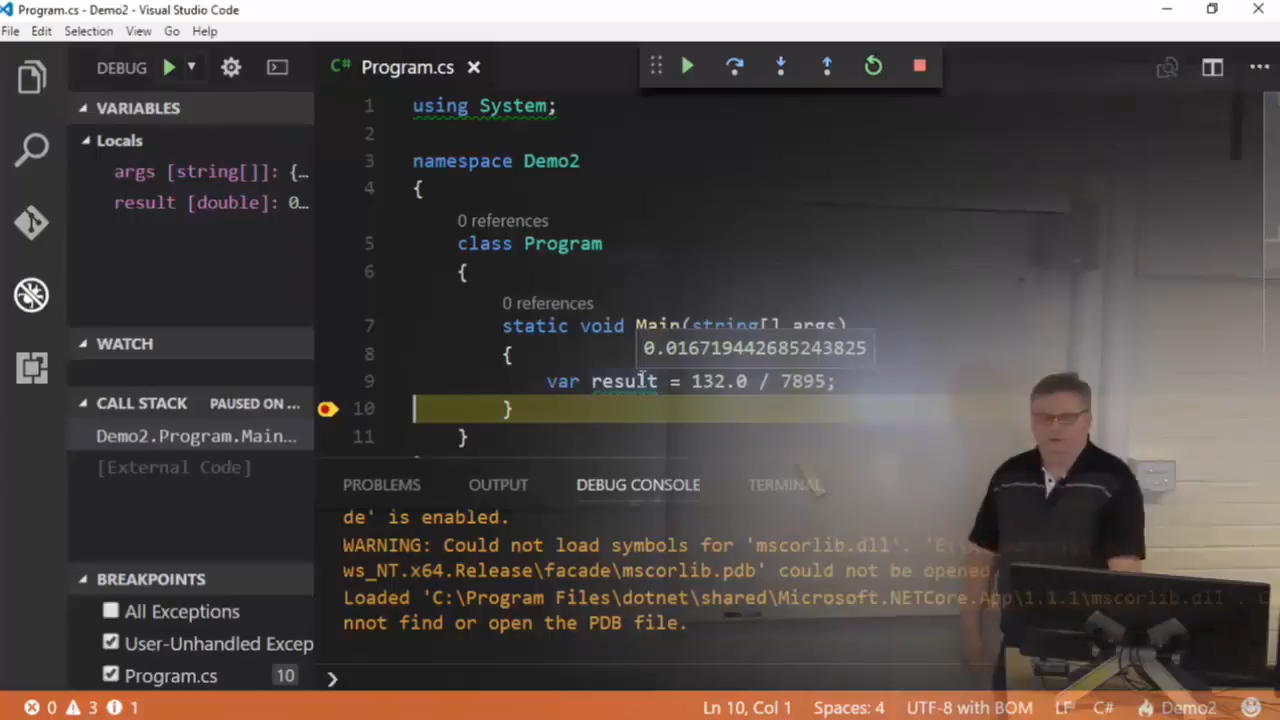 Program.cs - Demo2 - Visual Studio Code
File Edit Selection View Go Help
DEBUG
C# Program.cs
VARIABLES
Locals
args [string[]]: {…
result [double]: 0…
WATCH
CALL STACK PAUSED ON ...
Demo2.Program.Main...
[External Code]
BREAKPOINTS
All Exceptions
User-Unhandled Excep
Program.cs 10
1 using System;
2
3 namespace Demo2
4 {
0 references
5 class Program
6 {
0 references
7 static void Main(string[] args)
0.016719442685243825
8 {
9 var result = 132.0 / 7895;
10 }
11 }
PROBLEMS OUTPUT DEBUG CONSOLE TERMINAL
de' is enabled.
WARNING: Could not load symbols for 'mscorlib.dll'.
ws_NT.x64.Release\facade\mscorlib.pdb' could not be opened
Loaded 'C:\Program Files\dotnet\shared\Microsoft.NETCore.App\1.1.1\mscorlib.dll'.
nnot find or open the PDB file.
0 3 1 Ln 10, Col 1 Spaces: 4 UTF-8 with BOM LF C# Demo2